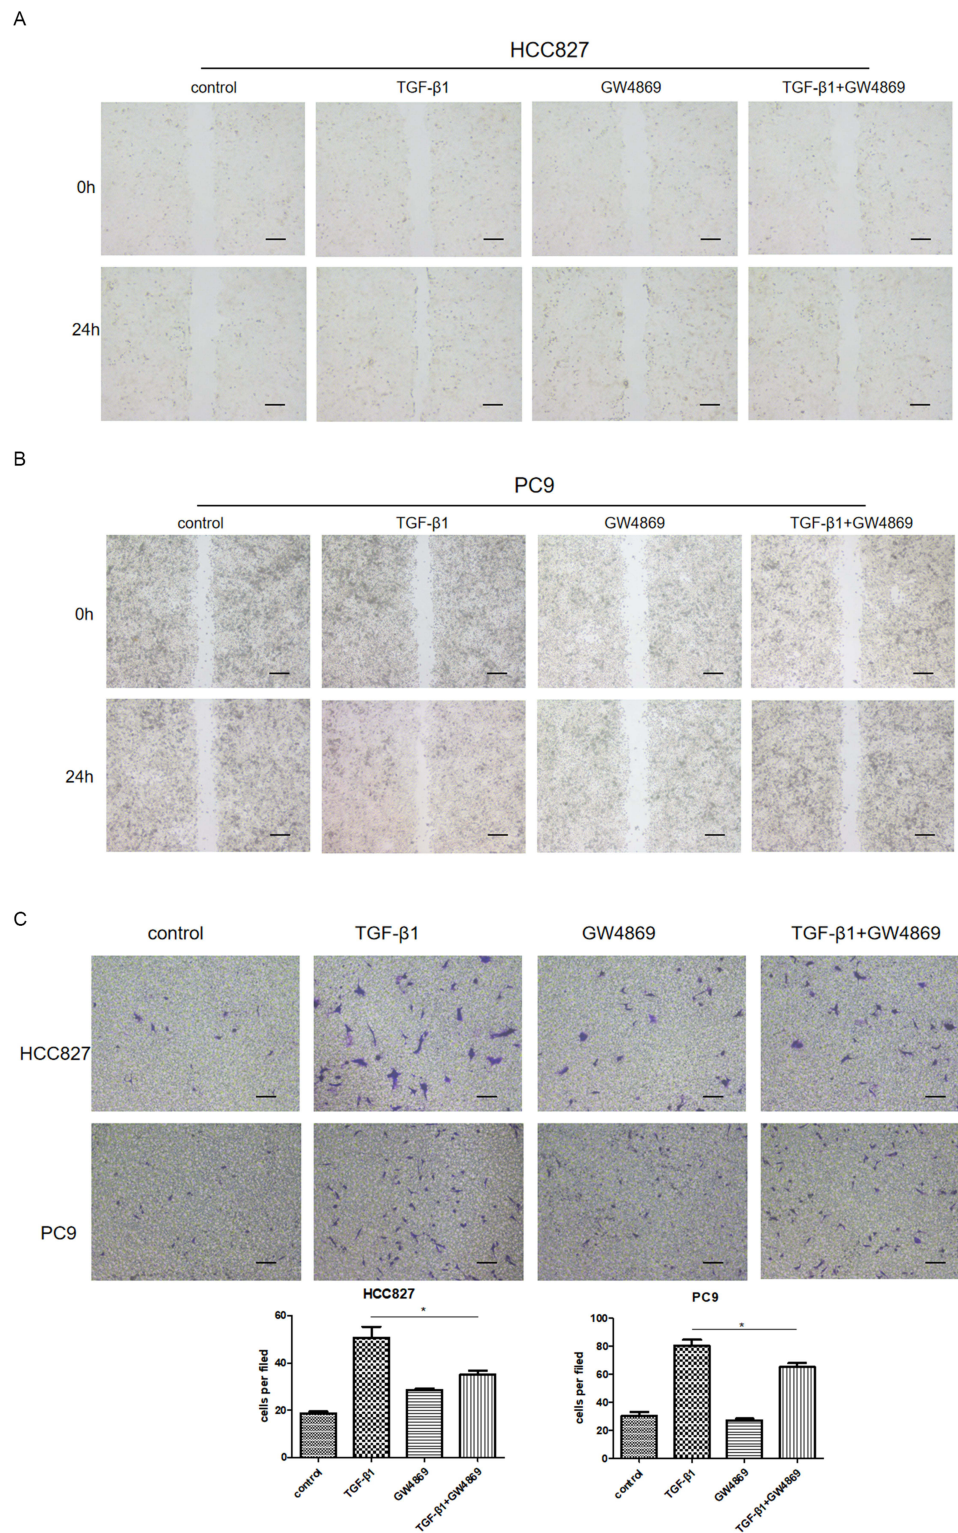 A
HCC827
control TGF-β1 GW4869 TGF-β1+GW4869
0h
24h
B
PC9
control TGF-β1 GW4869 TGF-β1+GW4869
0h
24h
C
control TGF-β1 GW4869 TGF-β1+GW4869
HCC827
PC9
HCC827
*
60
40
20
0
cells per filed
control TGF-β1 GW4869 TGF-β1+GW4869
PC9
*
100
80
60
40
20
0
cells per filed
control TGF-β1 GW4869 TGF-β1+GW4869